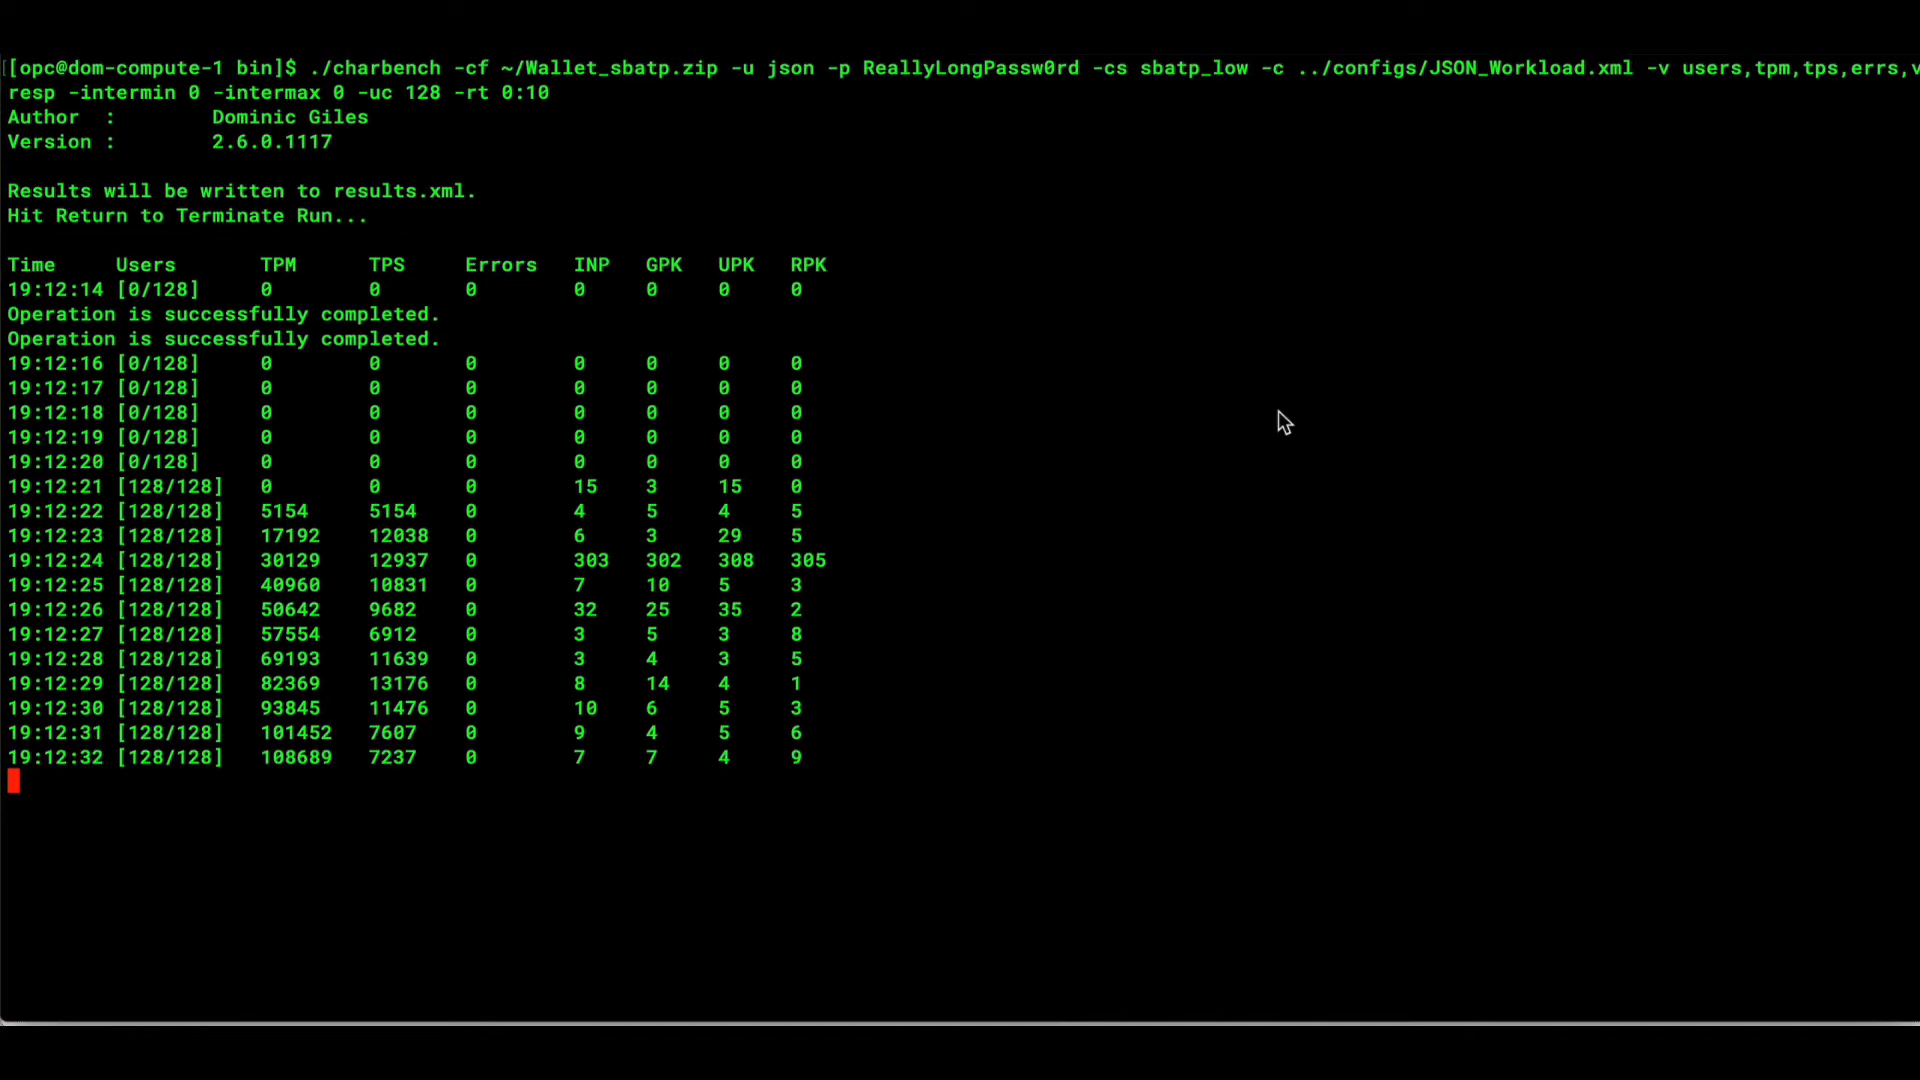 [[opc@dom-compute-1 bin]$ ./charbench -cf ~/Wallet_sbatp.zip -u json -p ReallyLongPassw0rd -cs sbatp_low -c ../configs/JSON_Workload.xml -v users,tpm,tps,errs,v
resp -intermin 0 -intermax 0 -uc 128 -rt 0:10
Author  :        Dominic Giles
Version :        2.6.0.1117
Results will be written to results.xml.
Hit Return to Terminate Run...
Time     Users       TPM      TPS     Errors   INP   GPK   UPK   RPK
19:12:14 [0/128]     0        0       0        0     0     0     0
Operation is successfully completed.
Operation is successfully completed.
19:12:16 [0/128]     0        0       0        0     0     0     0
19:12:17 [0/128]     0        0       0        0     0     0     0
19:12:18 [0/128]     0        0       0        0     0     0     0
19:12:19 [0/128]     0        0       0        0     0     0     0
19:12:20 [0/128]     0        0       0        0     0     0     0
19:12:21 [128/128]   0        0       0        15    3     15    0
19:12:22 [128/128]   5154     5154    0        4     5     4     5
19:12:23 [128/128]   17192    12038   0        6     3     29    5
19:12:24 [128/128]   30129    12937   0        303   302   308   305
19:12:25 [128/128]   40960    10831   0        7     10    5     3
19:12:26 [128/128]   50642    9682    0        32    25    35    2
19:12:27 [128/128]   57554    6912    0        3     5     3     8
19:12:28 [128/128]   69193    11639   0        3     4     3     5
19:12:29 [128/128]   82369    13176   0        8     14    4     1
19:12:30 [128/128]   93845    11476   0        10    6     5     3
19:12:31 [128/128]   101452   7607    0        9     4     5     6
19:12:32 [128/128]   108689   7237    0        7     7     4     9